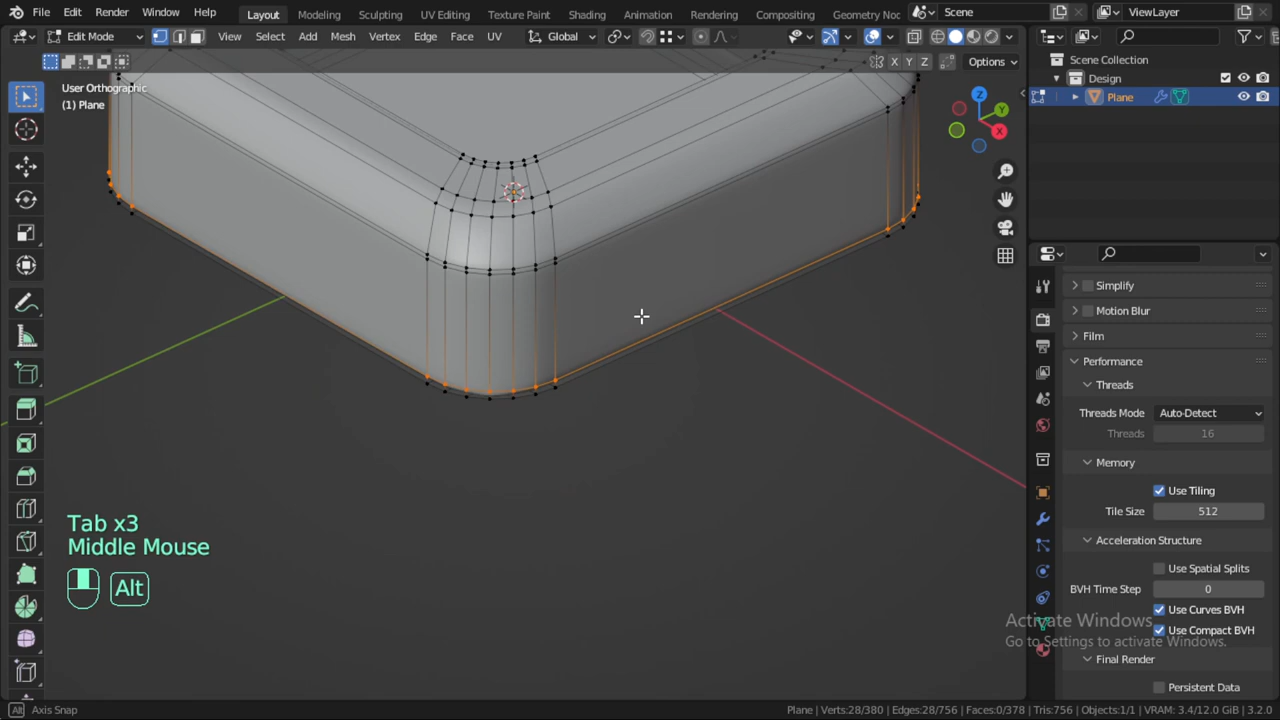 File Edit Render Window Help Layout Modeling Sculpting UV Editing Texture Paint Shading Animation Rendering Compositing Geometry Noc Scene ViewLayer
Edit Mode View Select Add Mesh Vertex Edge Face UV Global
X Y Z Options
User Orthographic
(1) Plane
Z
Y
X
Scene Collection
Design
Plane
Simplify
Motion Blur
Film
Performance
Threads
Threads Mode Auto-Detect
Threads 16
Memory
Use Tiling
Tile Size 512
Acceleration Structure
Use Spatial Splits
BVH Time Step 0
Use Curves BVH
Use Compact BVH
Final Render
Persistent Data
Tab x3
Middle Mouse
Alt
Activate Windows
Go to Settings to activate Windows.
Alt Axis Snap
Plane | Verts:28/380 | Edges:28/756 | Faces:0/378 | Tris:756 | Objects:1/1 | VRAM: 3.4/12.0 GiB | 3.2.0